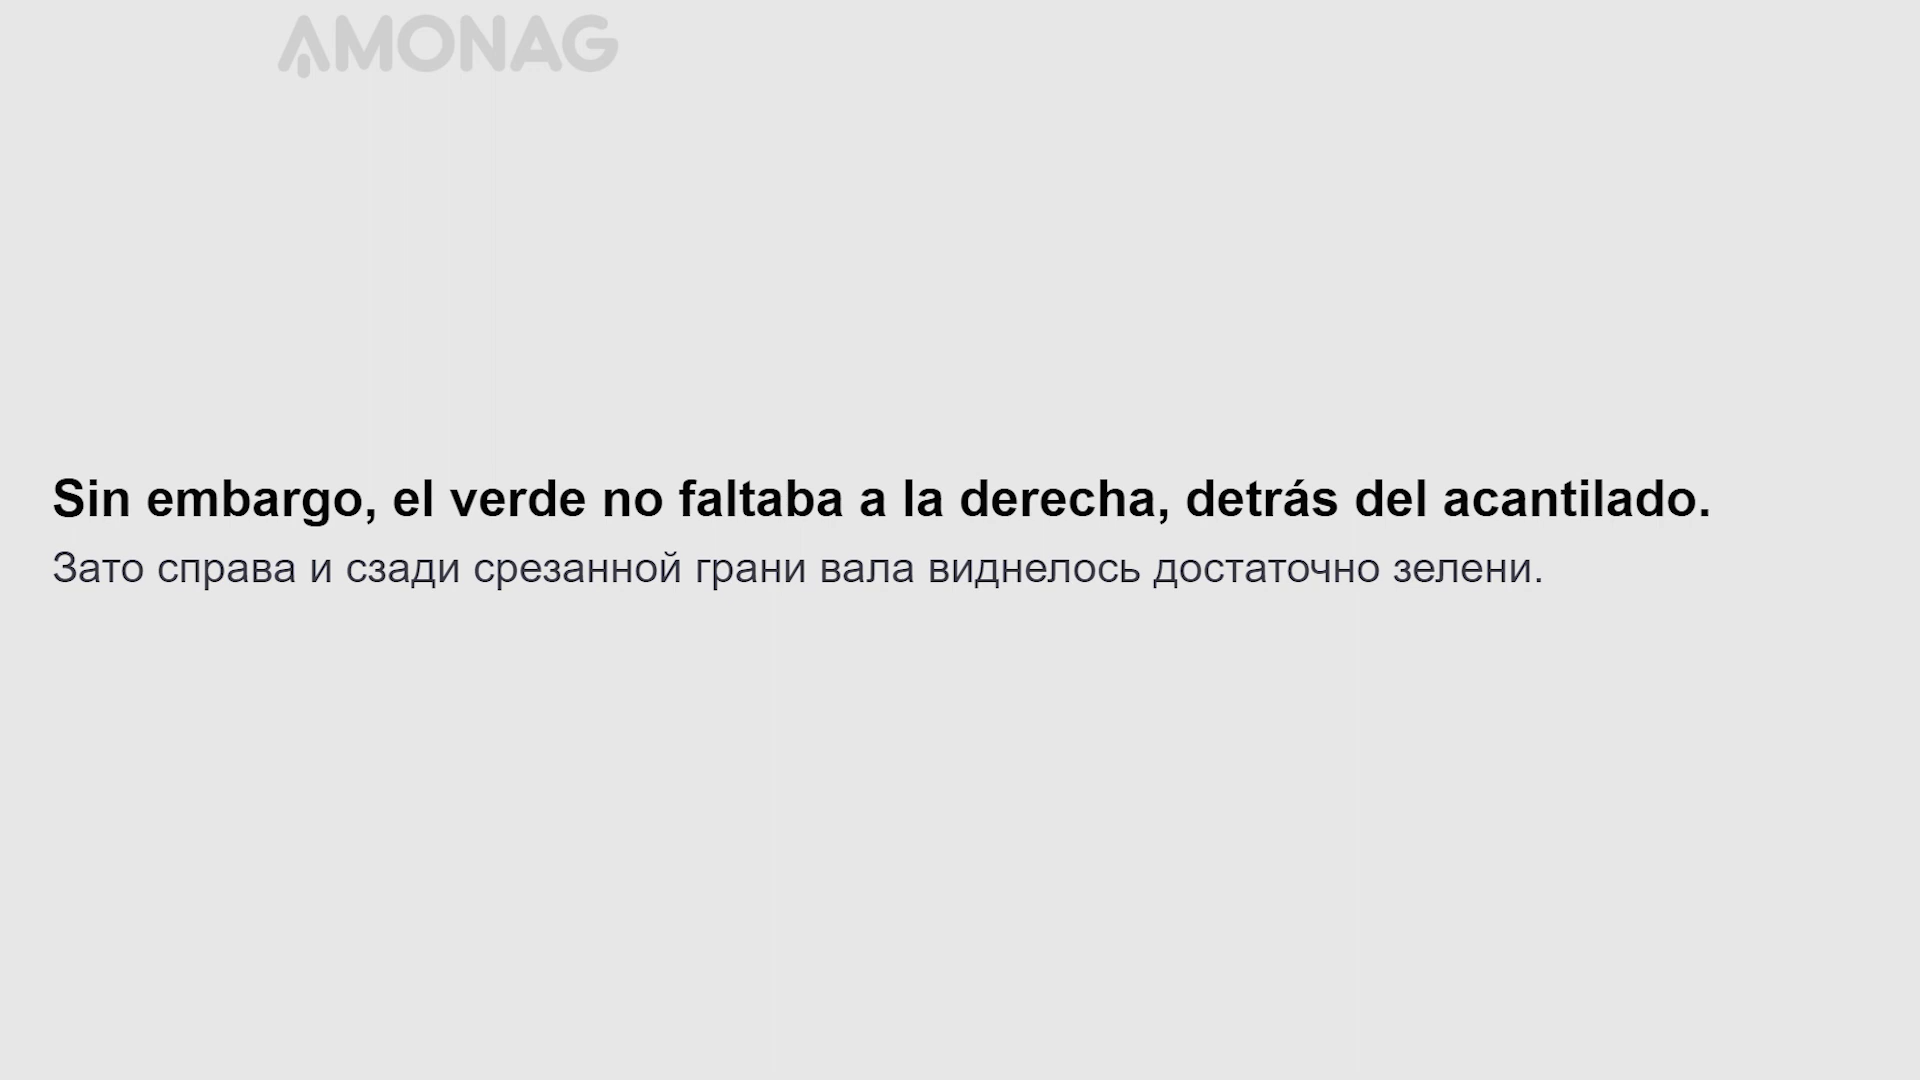 AMONAG
Sin embargo, el verde no faltaba a la derecha, detrás del acantilado.
Зато справа и сзади срезанной грани вала виднелось достаточно зелени.